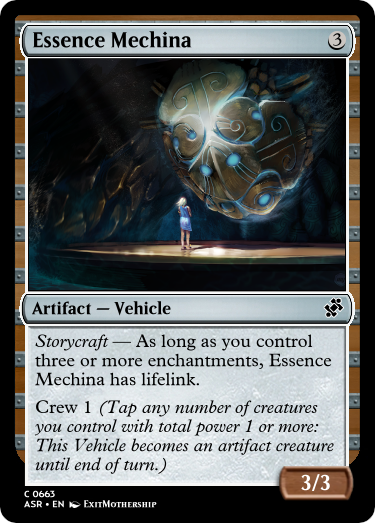 Essence Mechina 3
Artifact — Vehicle
Storycraft — As long as you control
three or more enchantments, Essence
Mechina has lifelink.
Crew 1 (Tap any number of creatures
you control with total power 1 or more:
This Vehicle becomes an artifact creature
until end of turn.)
3/3
C 0663
ASR • EN ExitMothership